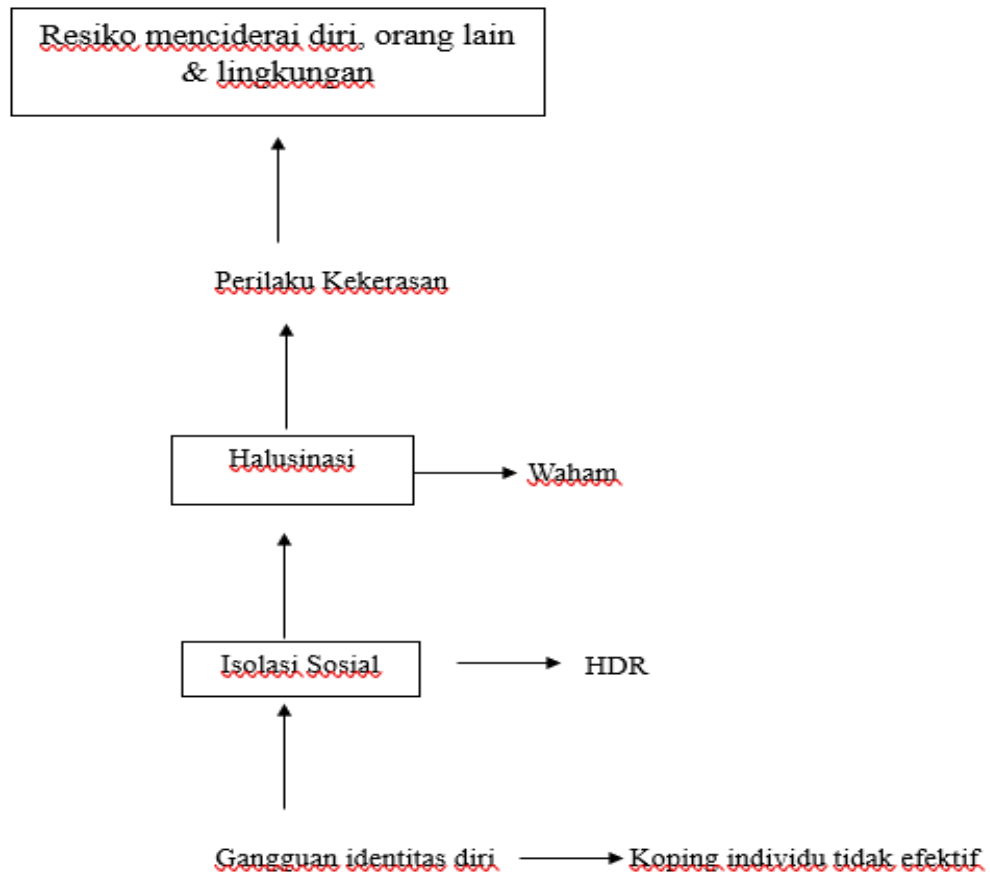 Resiko menciderai diri, orang lain
& lingkungan
Perilaku Kekerasan
Halusinasi
Waham
Isolasi Sosial
HDR
Gangguan identitas diri
Koping individu tidak efektif